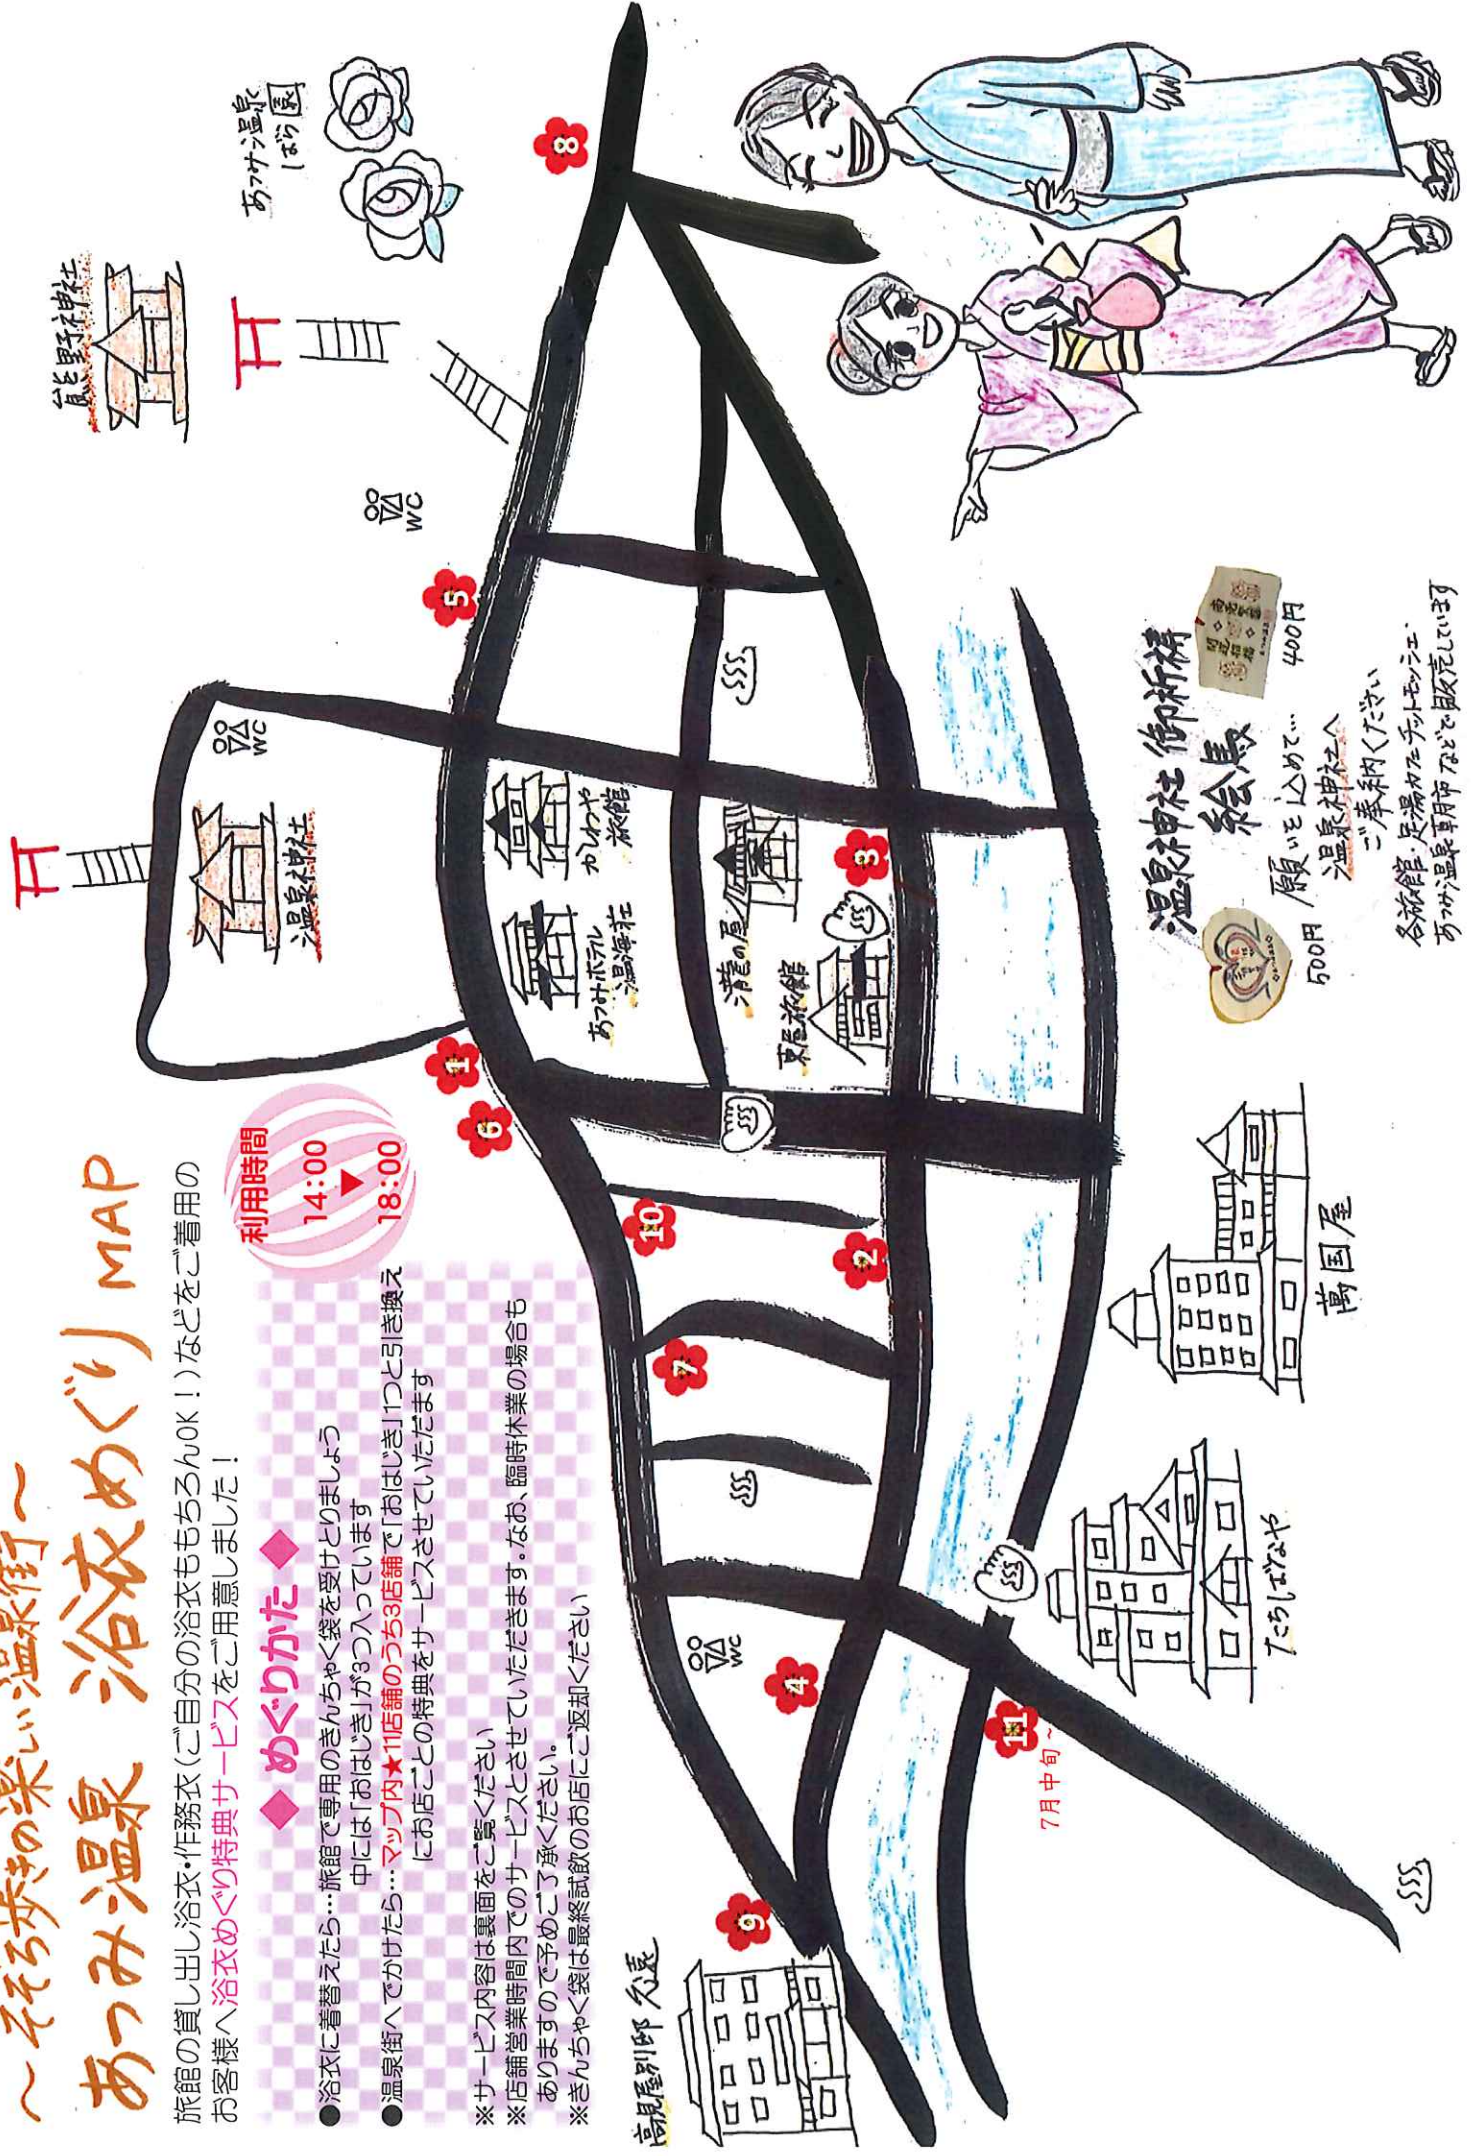 ～そぞろ歩きの楽しい温泉街～
あつみ温泉 浴衣めぐり MAP
旅館の貸し出し浴衣・作務衣（ご自分の浴衣ももちろんOK！）などをご着用の
お客様へ浴衣めぐり特典サービスをご用意しました！
◆ めぐりかた ◆
●浴衣に着替えたら…旅館で専用のきんちゃく袋を受けとりましょう
中には「おはじき」が3つ入っています
●温泉街へでかけたら…マップ内★11店舗のうち3店舗で「おはじき」1つと引き換え
にお店ごとの特典をサービスさせていただきます
※サービス内容は裏面をご覧ください
※店舗営業時間内でのサービスとさせていただきます。なお、臨時休業の場合も
ありますので予めご了承ください。
※きんちゃく袋は最終試飲のお店にご返却ください
利用時間
14:00
▼
18:00
温泉神社
WC
熊野神社
あつみ温泉
ばら園
WC
8
5
1
6
あつみホテル
温海荘
かしわや
旅館
瀧の屋
東屋旅館
3
10
2
7
WC
4
9
高見屋別邸 久遠
11
7月中旬～
たちばなや
萬国屋
温泉神社 御祈祷
絵馬
500円
400円
願いを込めて…
温泉神社へ
ご奉納ください
各旅館・足湯カフェチットモッシェ・
あつみ温泉朝市などで販売しています